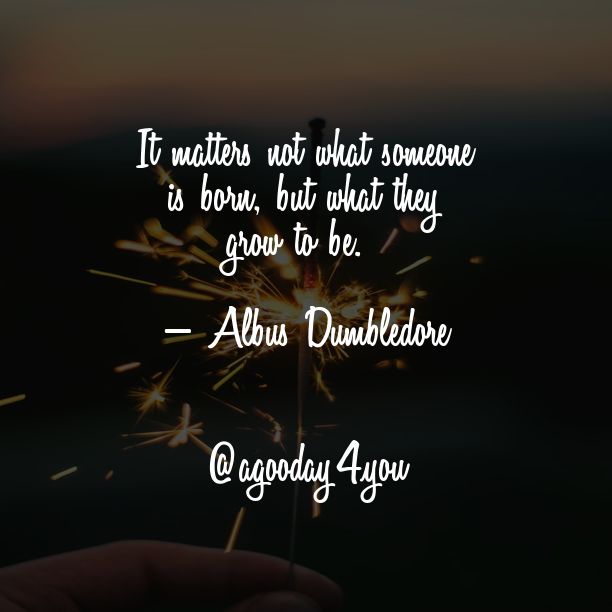 It matters not what someone
is born, but what they
grow to be.
— Albus Dumbledore
@agooday4you